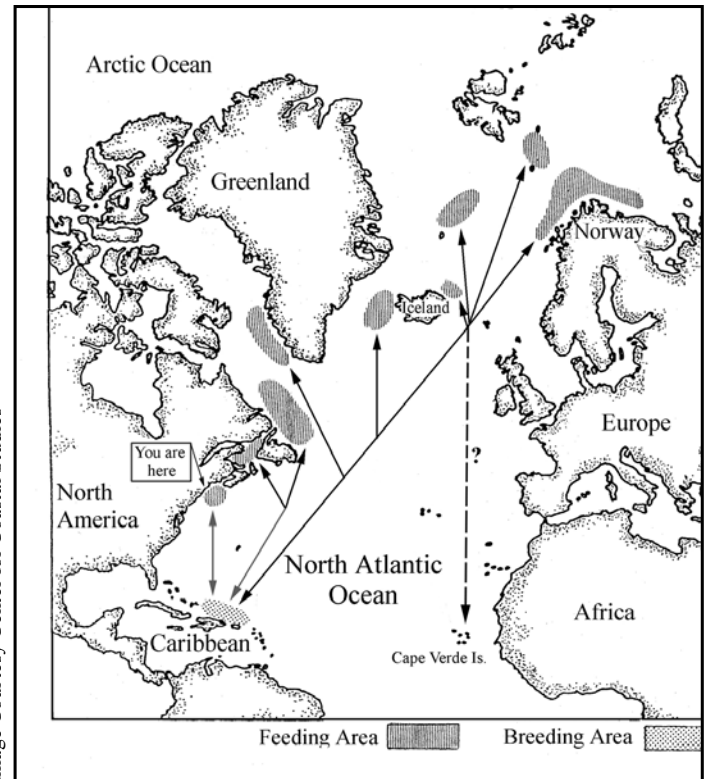 Arctic Ocean
Greenland
Norway
Iceland
You are
here
Europe
North
America
?
North Atlantic
Ocean
Africa
Caribbean
Cape Verde Is.
Feeding Area
Breeding Area